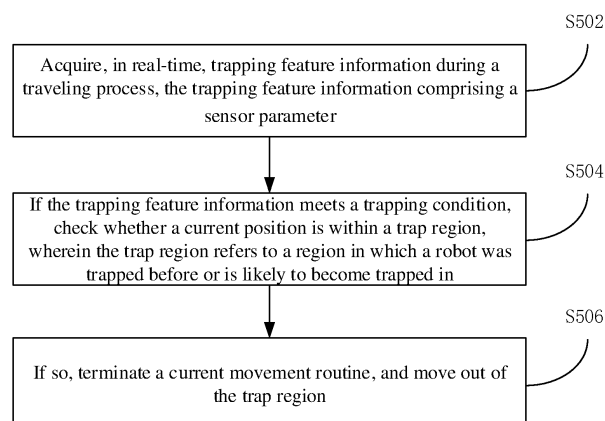 S502
Acquire, in real-time, trapping feature information during a
traveling process, the trapping feature information comprising a
sensor parameter
S504
If the trapping feature information meets a trapping condition,
check whether a current position is within a trap region,
wherein the trap region refers to a region in which a robot was
trapped before or is likely to become trapped in
S506
If so, terminate a current movement routine, and move out of
the trap region